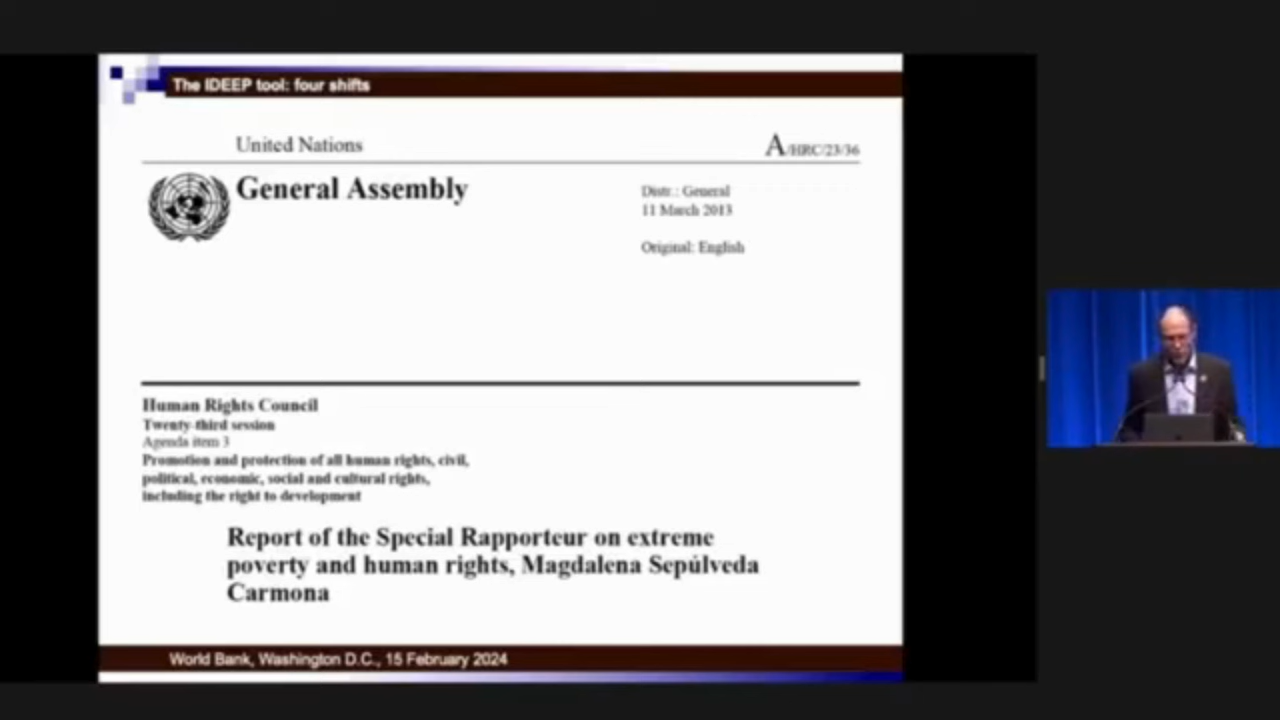 The IDEEP tool: four shifts
United Nations
A/HRC/23/36
General Assembly
Distr.: General
11 March 2013
Original: English
Human Rights Council
Twenty-third session
Agenda item 3
Promotion and protection of all human rights, civil,
political, economic, social and cultural rights,
including the right to development
Report of the Special Rapporteur on extreme
poverty and human rights, Magdalena Sepúlveda
Carmona
World Bank, Washington D.C., 15 February 2024